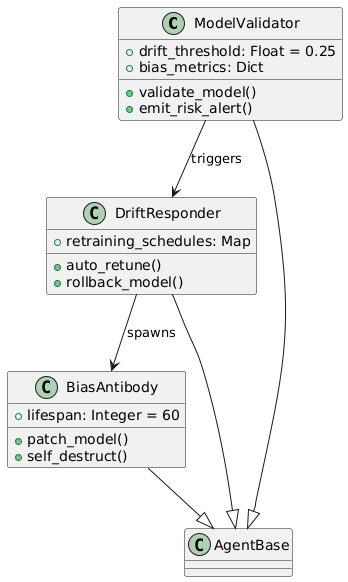 C ModelValidator
drift_threshold: Float = 0.25
bias_metrics: Dict
validate_model()
emit_risk_alert()
triggers
C DriftResponder
retraining_schedules: Map
auto_retune()
rollback_model()
spawns
C BiasAntibody
lifespan: Integer = 60
patch_model()
self_destruct()
C AgentBase